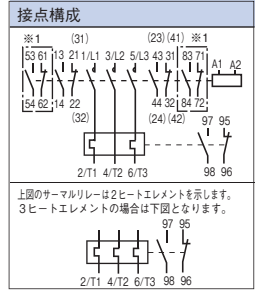 接点構成
※1 (31) (23)(41) ※1
53 61 13 21 1/L1 3/L2 5/L3 43 31 83 71 A1 A2
54 62 14 22 44 32 84 72
(32) (24)(42) 97 95
2/T1 4/T2 6/T3 98 96
上図のサーマルリレーは2ヒートエレメントを示します。
3ヒートエレメントの場合は下図となります。
97 95
2/T1 4/T2 6/T3 98 96